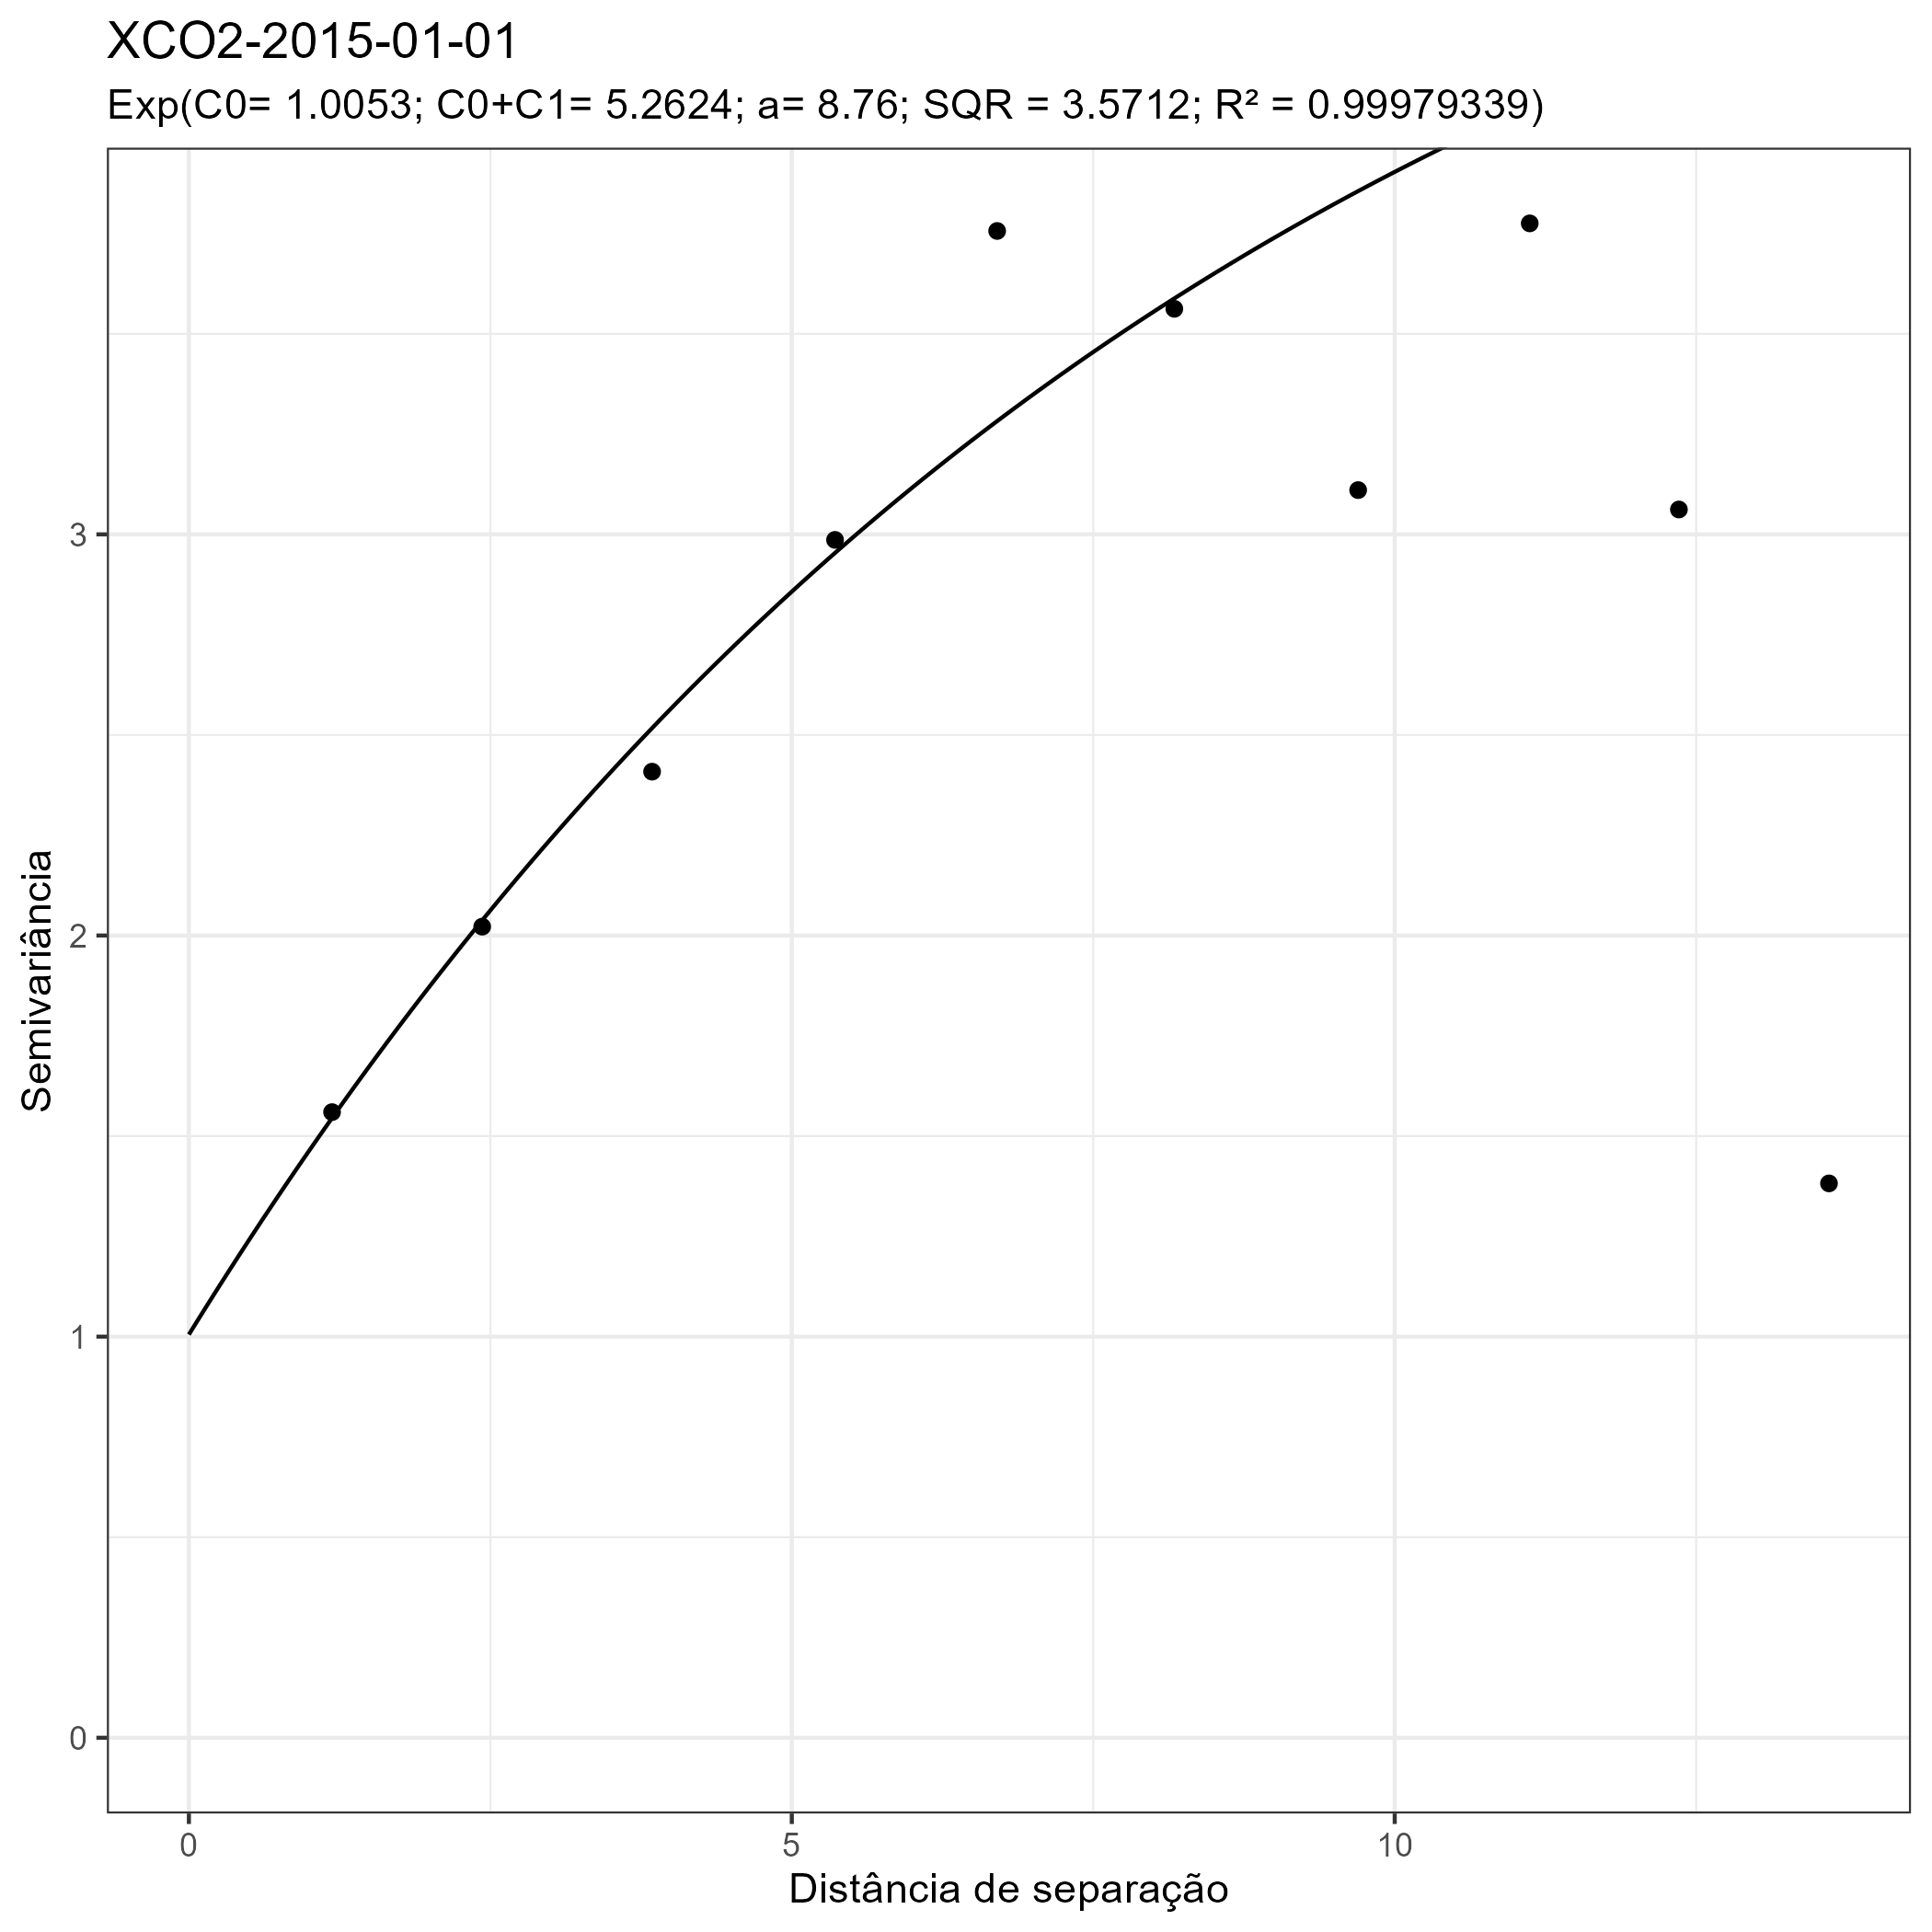 XCO2-2015-01-01
Exp(C0= 1.0053; C0+C1= 5.2624; a= 8.76; SQR = 3.5712; R² = 0.99979339)
3
2
1
0
Semivariância
0 5 10
Distância de separação